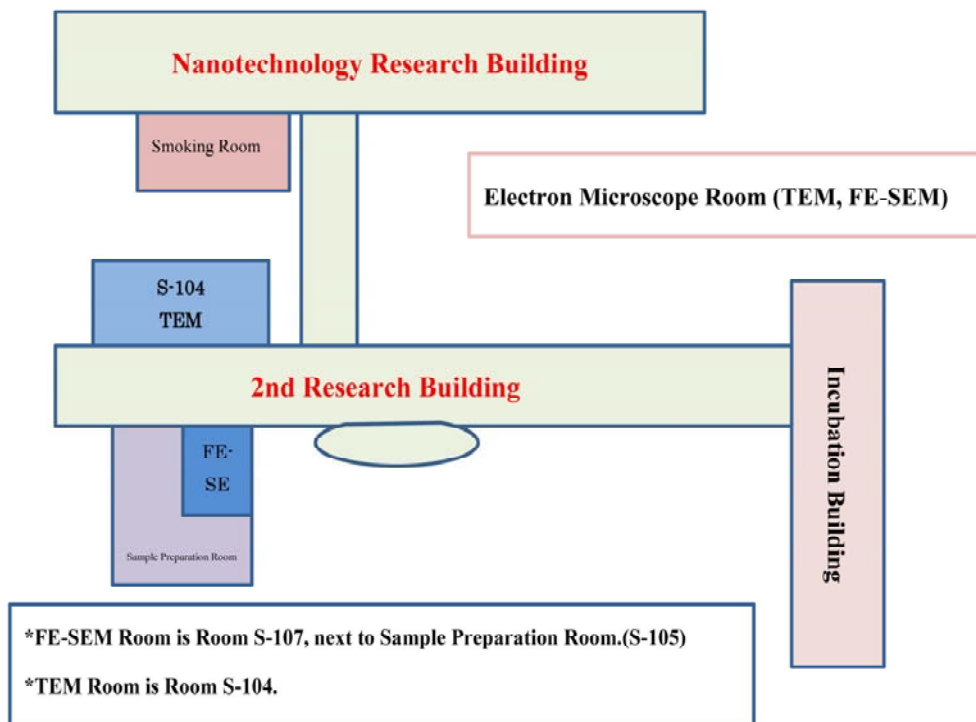 Nanotechnology Research Building
Smoking Room
Electron Microscope Room (TEM, FE-SEM)
S-104
TEM
2nd Research Building
Incubation Building
FE-
SE
Sample Preparation Room
*FE-SEM Room is Room S-107, next to Sample Preparation Room.(S-105)
*TEM Room is Room S-104.